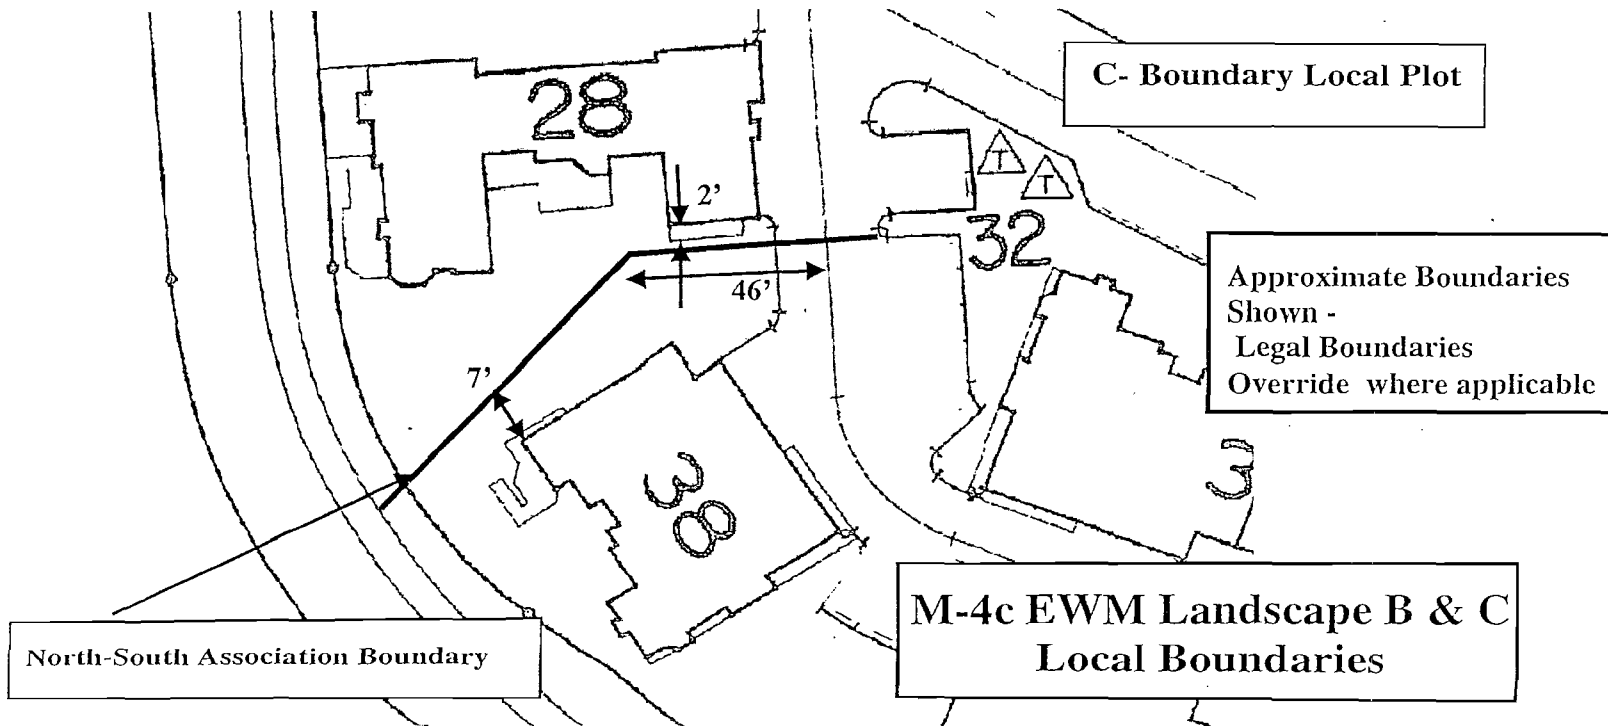 C- Boundary Local Plot
28
T
T
2’
32
46’
Approximate Boundaries
Shown -
Legal Boundaries
Override where applicable
7’
38
3
M-4c EWM Landscape B & C
Local Boundaries
North-South Association Boundary